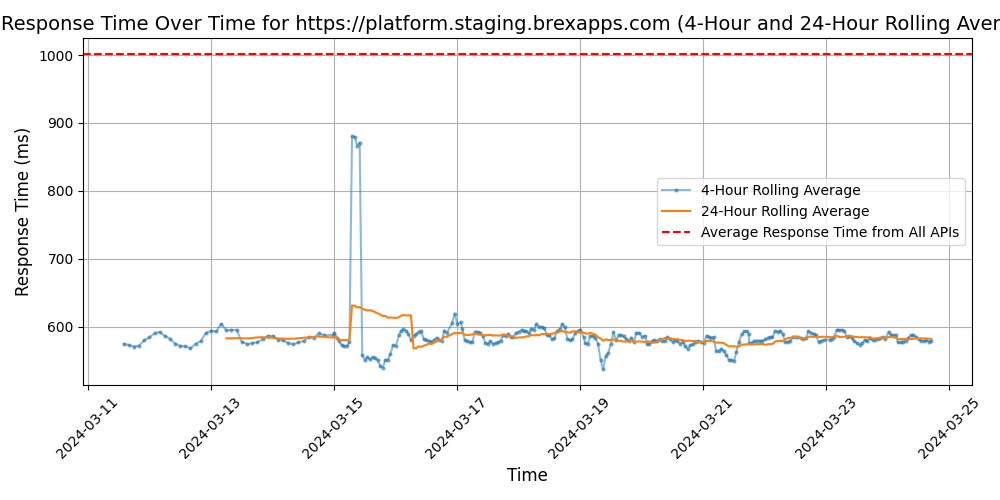 Response Time Over Time for https://platform.staging.brexapps.com (4-Hour and 24-Hour Rolling Aver
Response Time (ms)
1000
900
800
700
600
4-Hour Rolling Average
24-Hour Rolling Average
Average Response Time from All APIs
2024-03-11
2024-03-13
2024-03-15
2024-03-17
2024-03-19
2024-03-21
2024-03-23
2024-03-25
Time